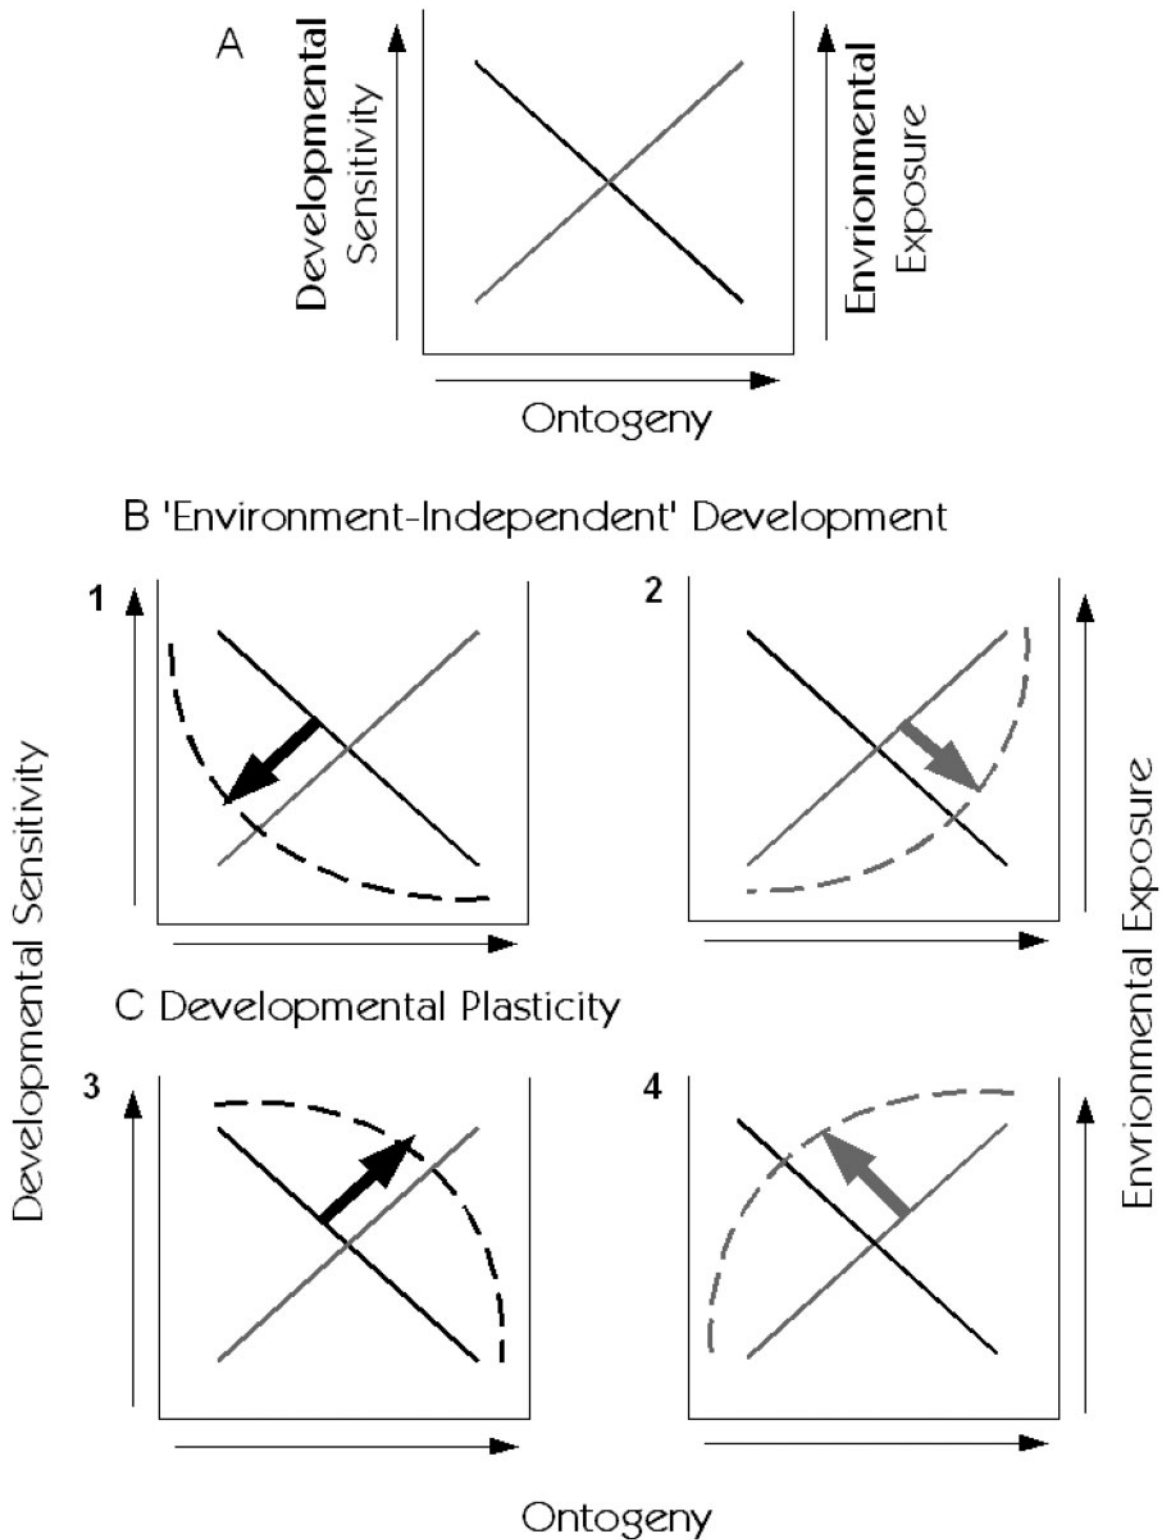 A
Developmental
Sensitivity
Envrionmental
Exposure
Ontogeny
B 'Environment-Independent' Development
1
2
Developmental Sensitivity
Envrionmental Exposure
C Developmental Plasticity
3
4
Ontogeny